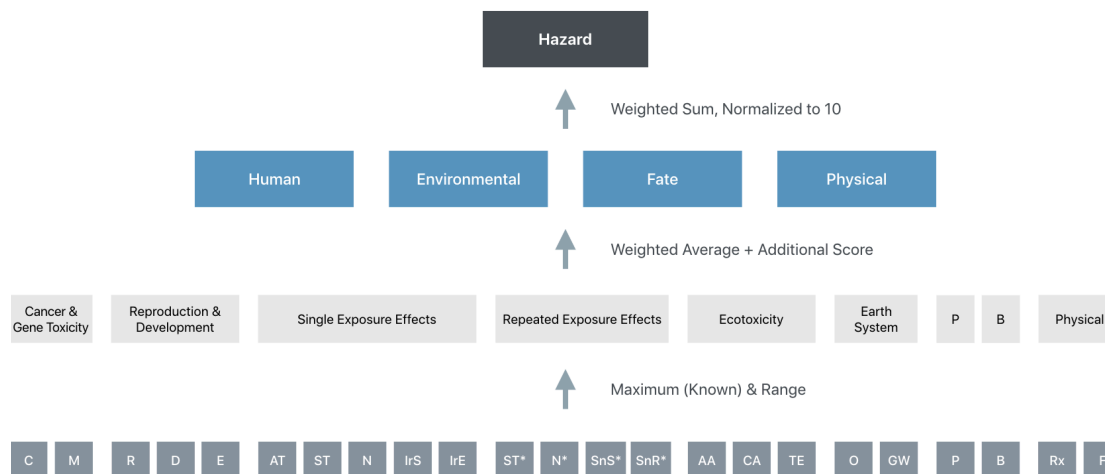 Hazard
Weighted Sum, Normalized to 10
Human Environmental Fate Physical
Weighted Average + Additional Score
Cancer & Gene Toxicity
Reproduction & Development
Single Exposure Effects
Repeated Exposure Effects
Ecotoxicity
Earth System
P
B
Physical
Maximum (Known) & Range
C M R D E AT ST N IrS IrE ST* N* SnS* SnR* AA CA TE O GW P B Rx F